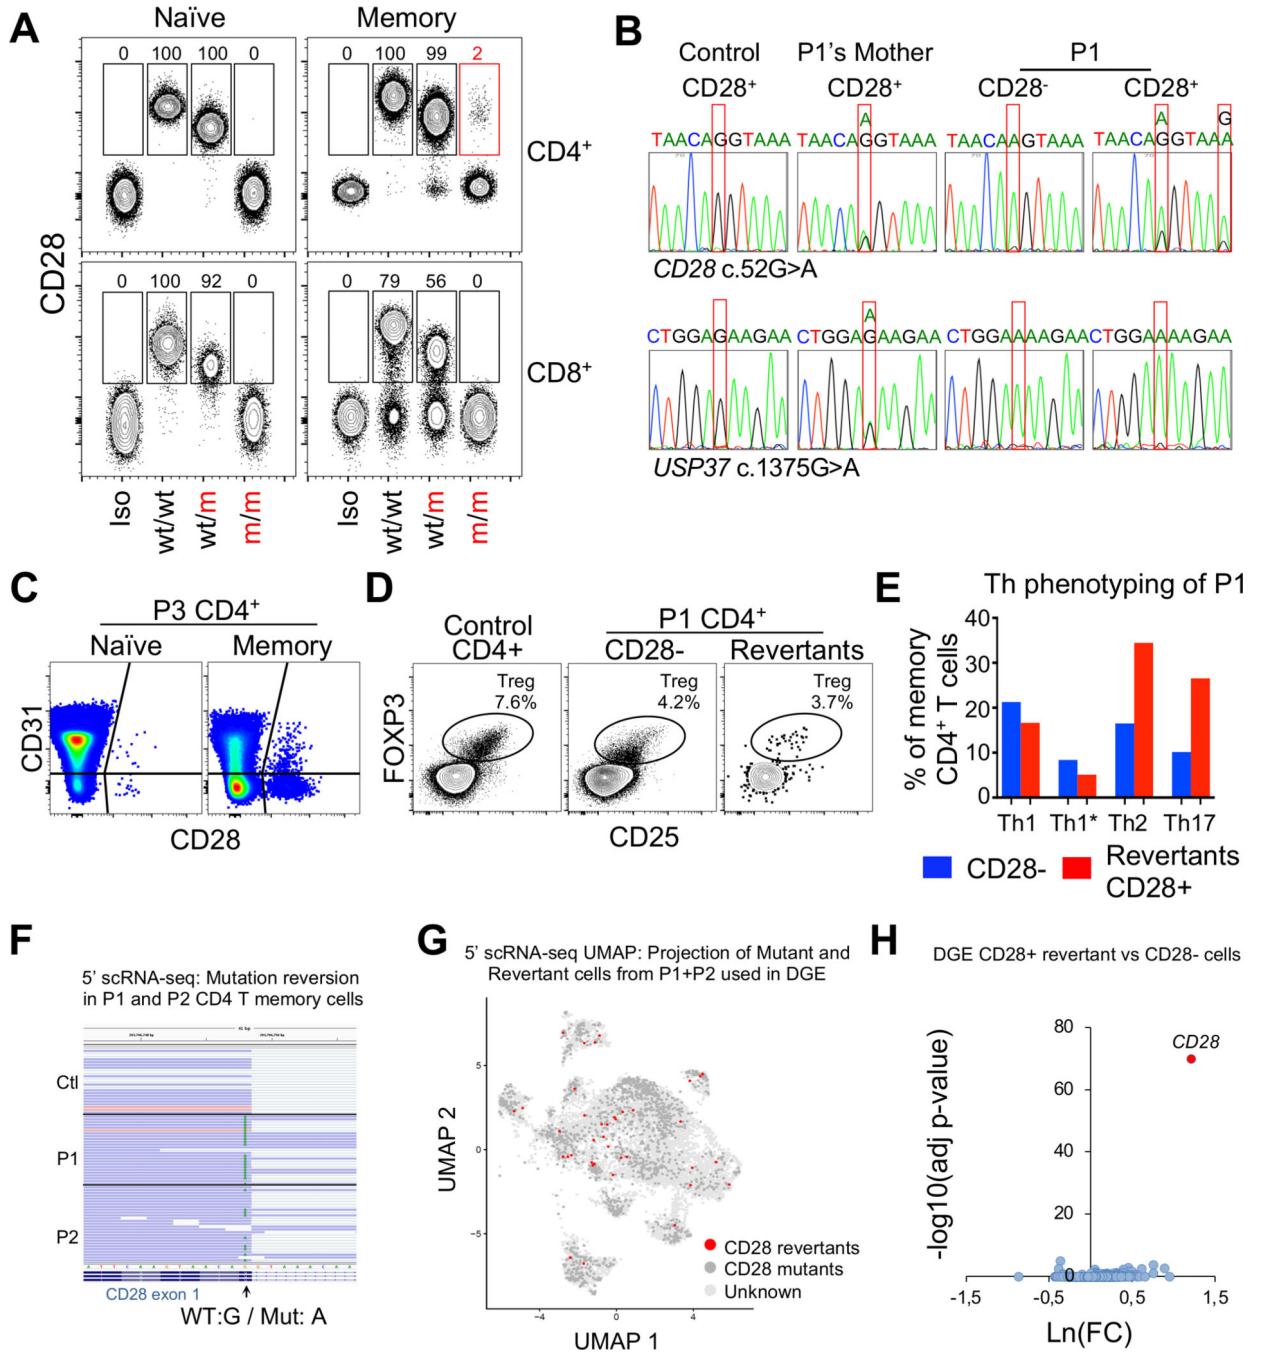 A
Naïve
Memory
0 100 100 0
0 100 99 2
CD4⁺
0 100 92 0
0 79 56 0
CD8⁺
CD28
Iso
wt/wt
wt/m
m/m
Iso
wt/wt
wt/m
m/m
B
Control
P1's Mother
P1
CD28⁺
CD28⁺
CD28-
CD28⁺
A
A
G
TAACAGGTAAA
TAACAGGTAAA
TAACAAGTAAA
TAACAGGTAAA
CD28 c.52G>A
A
CTGGAGAAGAA
CTGGAGAAGAA
CTGGAAAAGAA
CTGGAAAAGAA
USP37 c.1375G>A
C
P3 CD4⁺
Naïve
Memory
CD31
CD28
D
Control
CD4+
P1 CD4⁺
CD28-
Revertants
Treg
7.6%
Treg
4.2%
Treg
3.7%
FOXP3
CD25
E
Th phenotyping of P1
% of memory
CD4⁺ T cells
40
30
20
10
0
Th1 Th1* Th2 Th17
CD28-
Revertants
CD28+
F
5' scRNA-seq: Mutation reversion
in P1 and P2 CD4 T memory cells
Ctl
P1
P2
A T T C A A G T A A C A G G T A A A C A A
CD28 exon 1
WT:G / Mut: A
G
5' scRNA-seq UMAP: Projection of Mutant and
Revertant cells from P1+P2 used in DGE
UMAP 2
5
0
−5
−4 0 4
UMAP 1
CD28 revertants
CD28 mutants
Unknown
H
DGE CD28+ revertant vs CD28- cells
-log10(adj p-value)
80
60
40
20
0
CD28
-1,5 -0,5 0,5 1,5
Ln(FC)